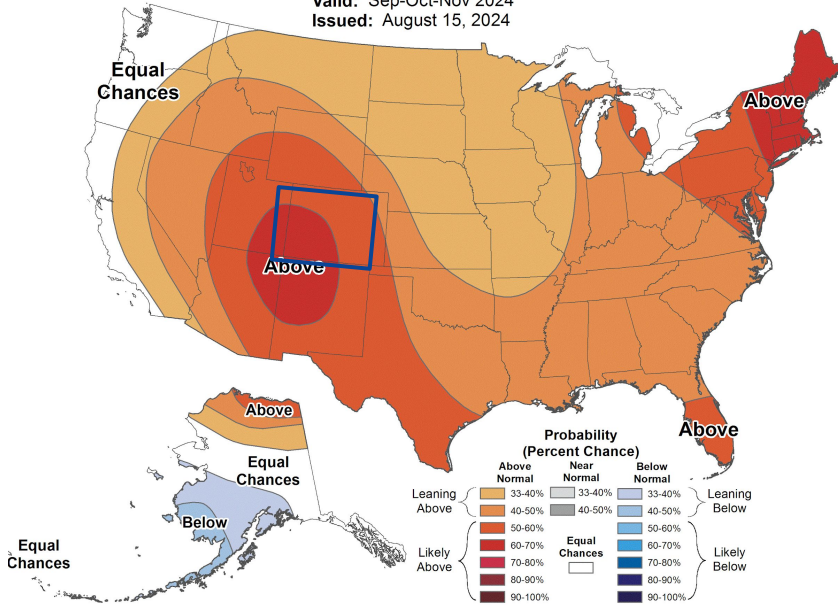 Valid: Sep-Oct-Nov 2024
Issued: August 15, 2024
Equal
Chances
Above
Above
Above
Above
Equal
Chances
Below
Equal
Chances
Probability
(Percent Chance)
Above
Normal
Near
Normal
Below
Normal
Leaning
Above
33-40%
33-40%
33-40%
Leaning
Below
40-50%
40-50%
40-50%
Likely
Above
50-60%
Equal
Chances
50-60%
Likely
Below
60-70%
60-70%
70-80%
70-80%
80-90%
80-90%
90-100%
90-100%